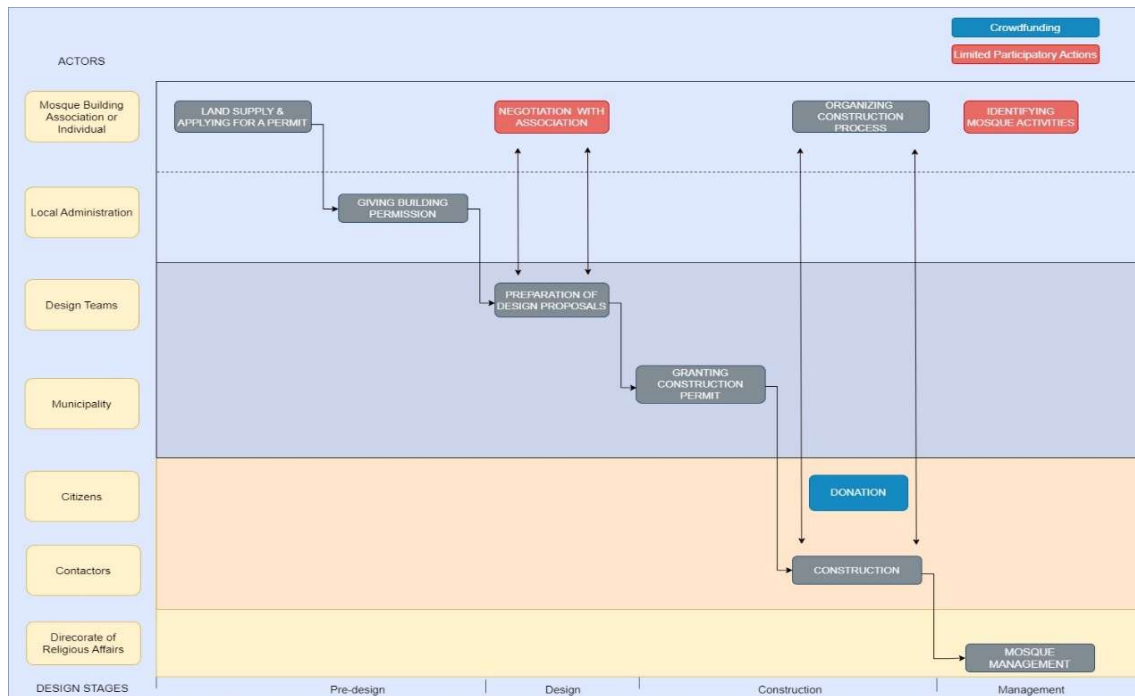 Crowdfunding
Limited Participatory Actions
ACTORS
Mosque Building
Association or
Individual
LAND SUPPLY &
APPLYING FOR A PERMIT
NEGOTIATION WITH
ASSOCIATION
ORGANIZING
CONSTRUCTION
PROCESS
IDENTIFYING
MOSQUE ACTIVITIES
Local Administration
GIVING BUILDING
PERMISSION
Design Teams
PREPARATION OF
DESIGN PROPOSALS
Municipality
GRANTING
CONSTRUCTION
PERMIT
Citizens
DONATION
Contactors
CONSTRUCTION
Direcorate of
Religious Affairs
MOSQUE
MANAGEMENT
DESIGN STAGES
Pre-design
Design
Construction
Management